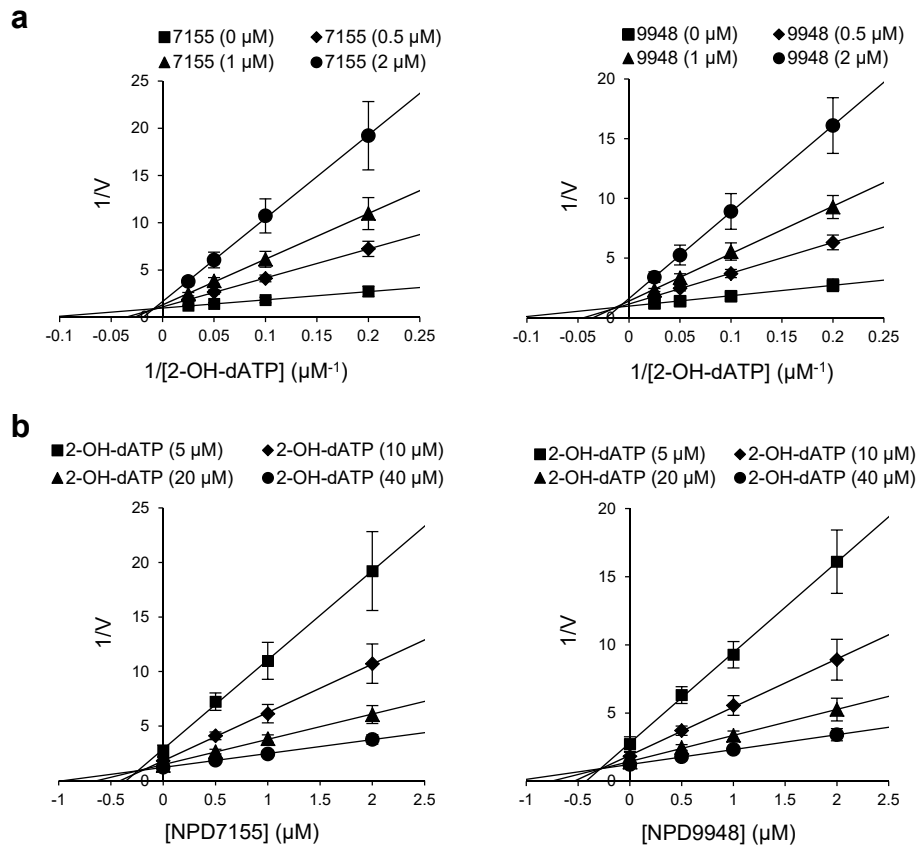 a
■7155 (0 µM) ◆7155 (0.5 µM)
▲7155 (1 µM) ●7155 (2 µM)
25
20
15
10
5
0
1/V
-0.1 -0.05 0 0.05 0.1 0.15 0.2 0.25
1/[2-OH-dATP] (µM⁻¹)
■9948 (0 µM) ◆9948 (0.5 µM)
▲9948 (1 µM) ●9948 (2 µM)
20
15
10
5
0
1/V
-0.1 -0.05 0 0.05 0.1 0.15 0.2 0.25
1/[2-OH-dATP] (µM⁻¹)
b
■2-OH-dATP (5 µM) ◆2-OH-dATP (10 µM)
▲2-OH-dATP (20 µM) ●2-OH-dATP (40 µM)
25
20
15
10
5
0
1/V
-1 -0.5 0 0.5 1 1.5 2 2.5
[NPD7155] (µM)
■2-OH-dATP (5 µM) ◆2-OH-dATP (10 µM)
▲2-OH-dATP (20 µM) ●2-OH-dATP (40 µM)
20
15
10
5
0
1/V
-1 -0.5 0 0.5 1 1.5 2 2.5
[NPD9948] (µM)